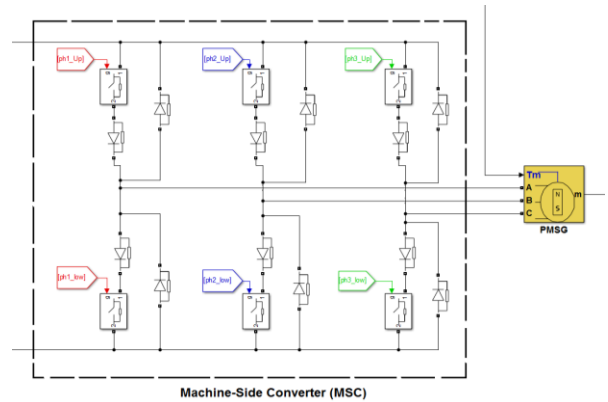 [ph1_Up]
[ph2_Up]
[ph3_Up]
Tm
A
B
C
m
N
S
PMSG
[ph1_low]
[ph2_low]
[ph3_low]
Machine-Side Converter (MSC)